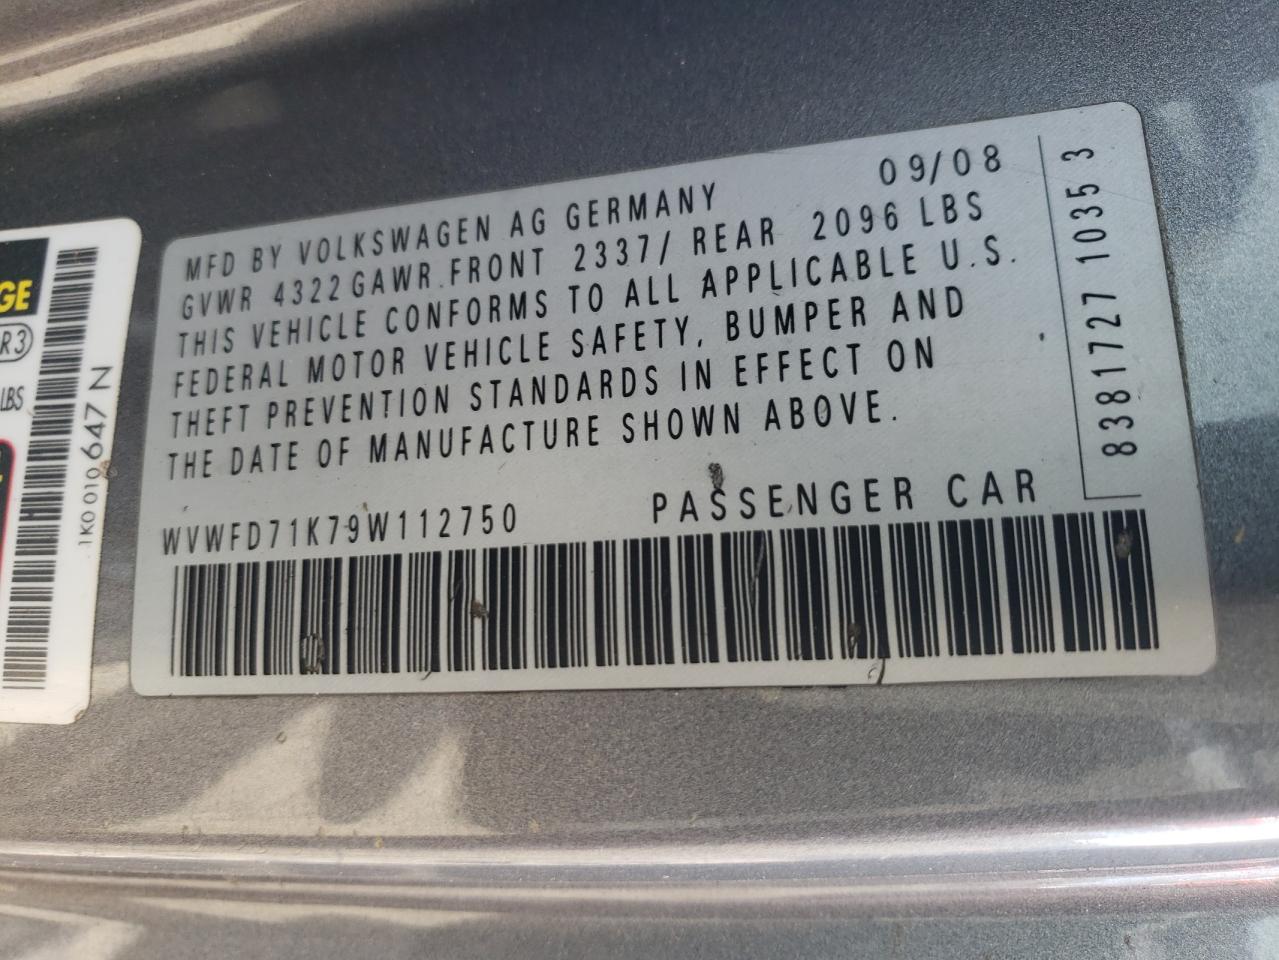 MFD BY VOLKSWAGEN AG GERMANY 09/08
GVWR 4322 GAWR.FRONT 2337/ REAR 2096 LBS
THIS VEHICLE CONFORMS TO ALL APPLICABLE U.S.
FEDERAL MOTOR VEHICLE SAFETY, BUMPER AND
THEFT PREVENTION STANDARDS IN EFFECT ON
THE DATE OF MANUFACTURE SHOWN ABOVE.
WVWFD71K79W112750 PASSENGER CAR
8381727 1035 3
GE
R3
LBS
1K0 010 647 N